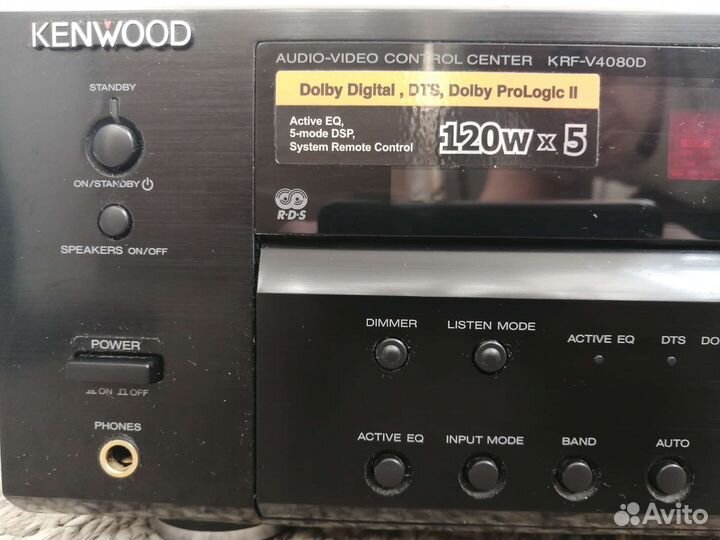 KENWOOD
AUDIO-VIDEO CONTROL CENTER KRF-V4080D
Dolby Digital , DTS, Dolby ProLogic II
Active EQ,
5-mode DSP,
System Remote Control
120W x 5
R·D·S
STANDBY
ON/STANDBY
SPEAKERS ON/OFF
POWER
ON OFF
PHONES
DIMMER
LISTEN MODE
ACTIVE EQ
DTS
DO
ACTIVE EQ
INPUT MODE
BAND
AUTO
Avito